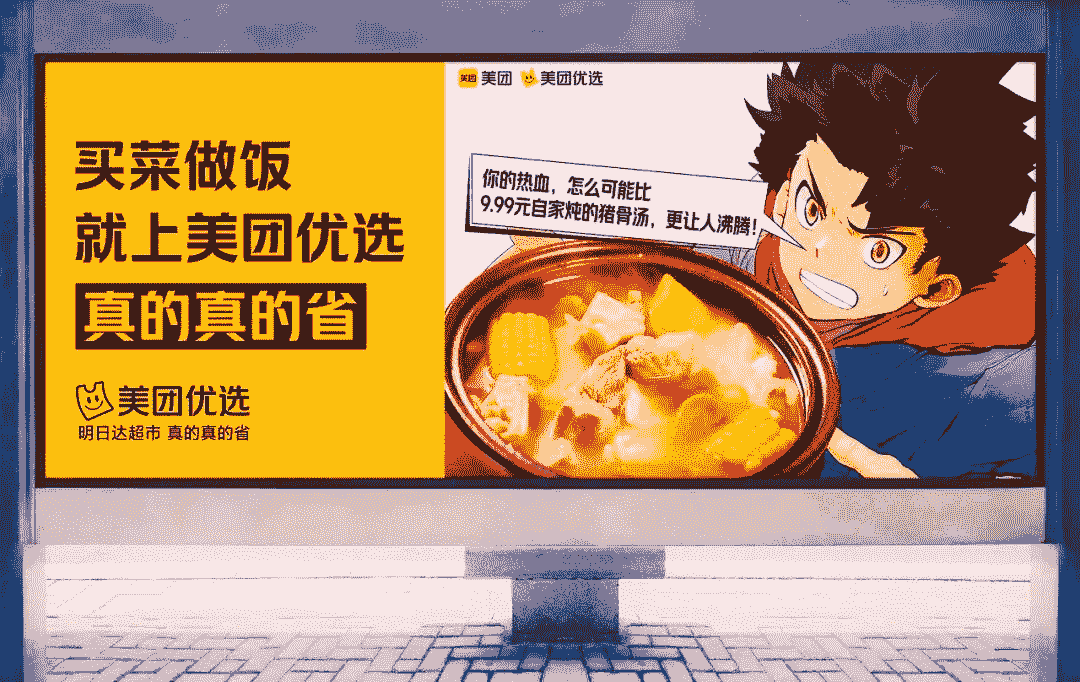 买菜做饭
就上美团优选
真的真的省
美团优选
明日达超市 真的真的省
美团 美团 美团优选
你的热血，怎么可能比
9.99元自家炖的猪骨汤，更让人沸腾！